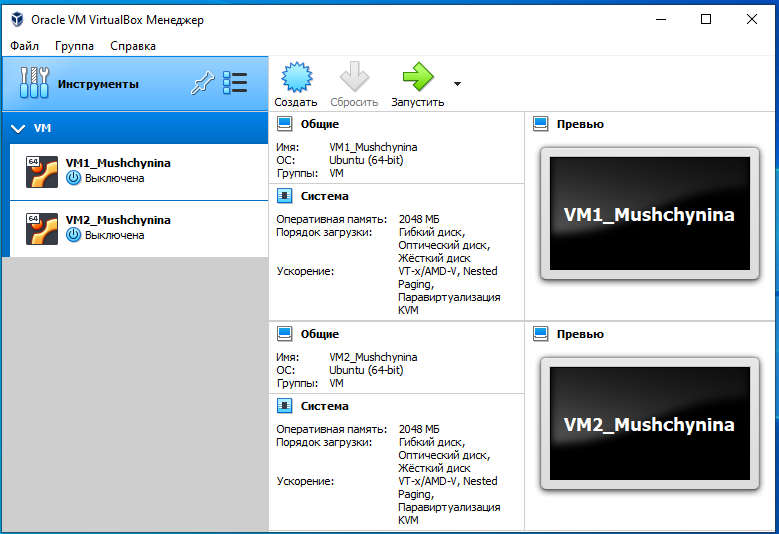 Oracle VM VirtualBox Менеджер
Файл Группа Справка
Инструменты
Создать Сбросить Запустить
VM
64
VM1_Mushchynina
Выключена
64
VM2_Mushchynina
Выключена
Общие
Имя: VM1_Mushchynina
ОС: Ubuntu (64-bit)
Группы: VM
Система
Оперативная память: 2048 МБ
Порядок загрузки: Гибкий диск,
Оптический диск,
Жёсткий диск
Ускорение: VT-x/AMD-V, Nested
Paging,
Паравиртуализация
KVM
Превью
VM1_Mushchynina
Общие
Имя: VM2_Mushchynina
ОС: Ubuntu (64-bit)
Группы: VM
Система
Оперативная память: 2048 МБ
Порядок загрузки: Гибкий диск,
Оптический диск,
Жёсткий диск
Ускорение: VT-x/AMD-V, Nested
Paging,
Паравиртуализация
KVM
Превью
VM2_Mushchynina